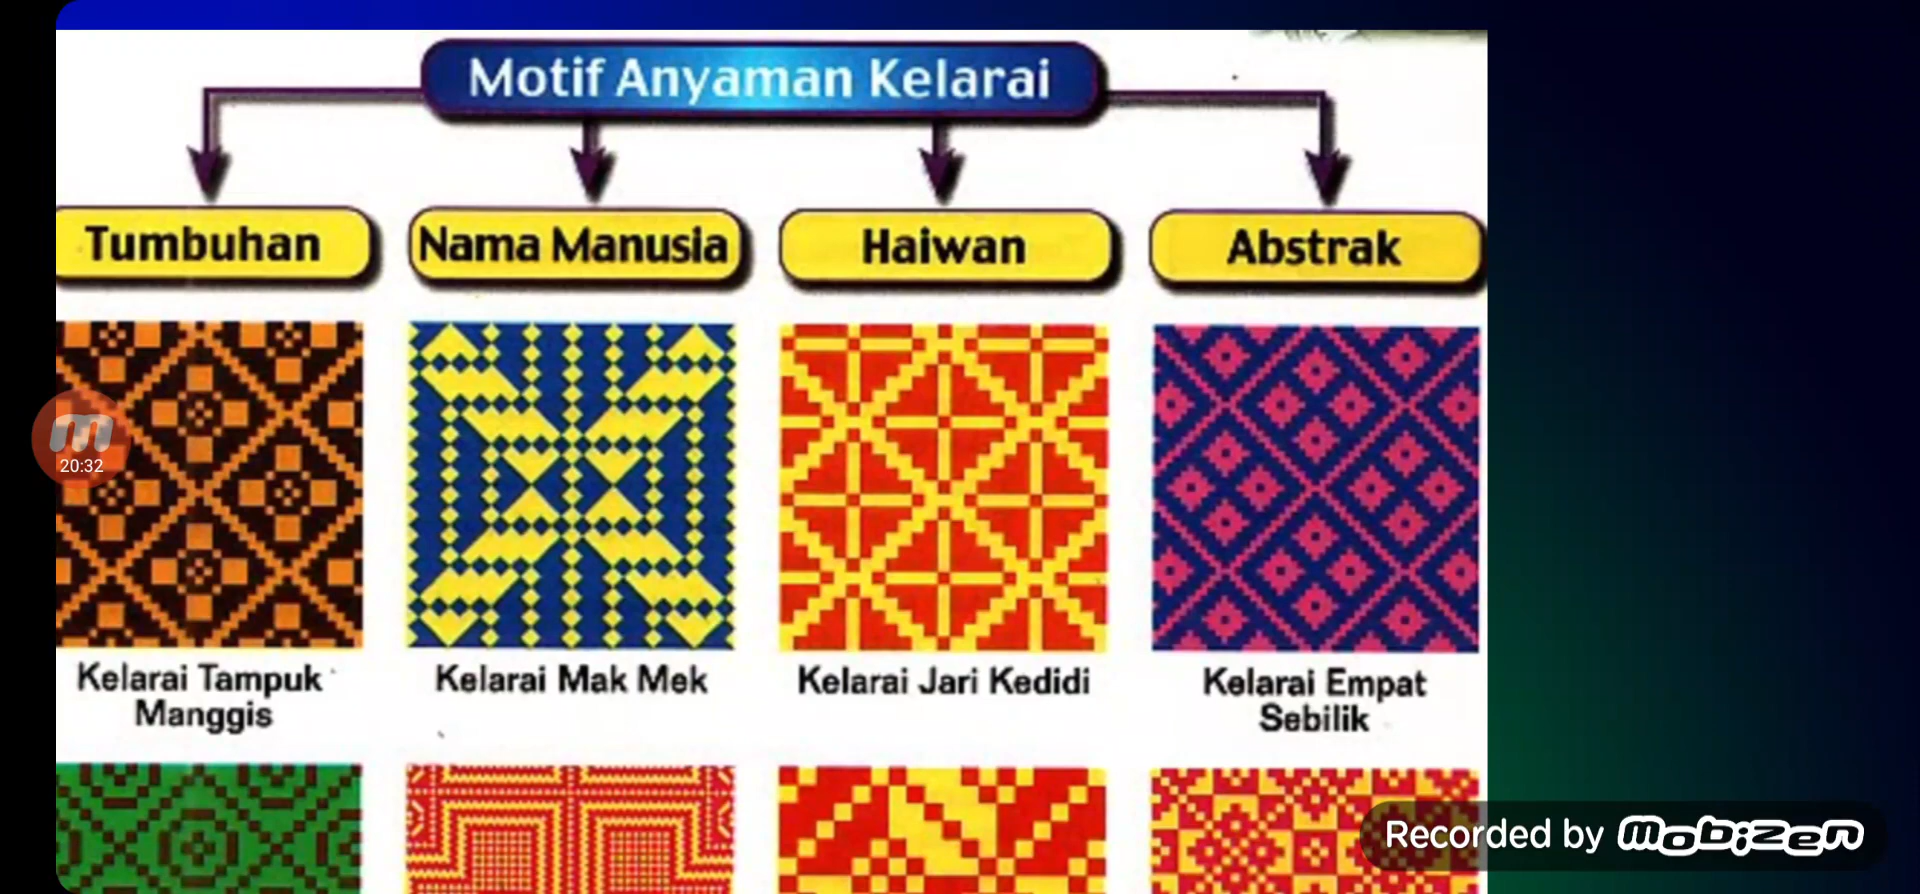 Motif Anyaman Kelarai
Tumbuhan
Nama Manusia
Haiwan
Abstrak
20:32
Kelarai Tampuk
Manggis
Kelarai Mak Mek
Kelarai Jari Kedidi
Kelarai Empat
Sebilik
Recorded by Mobizen